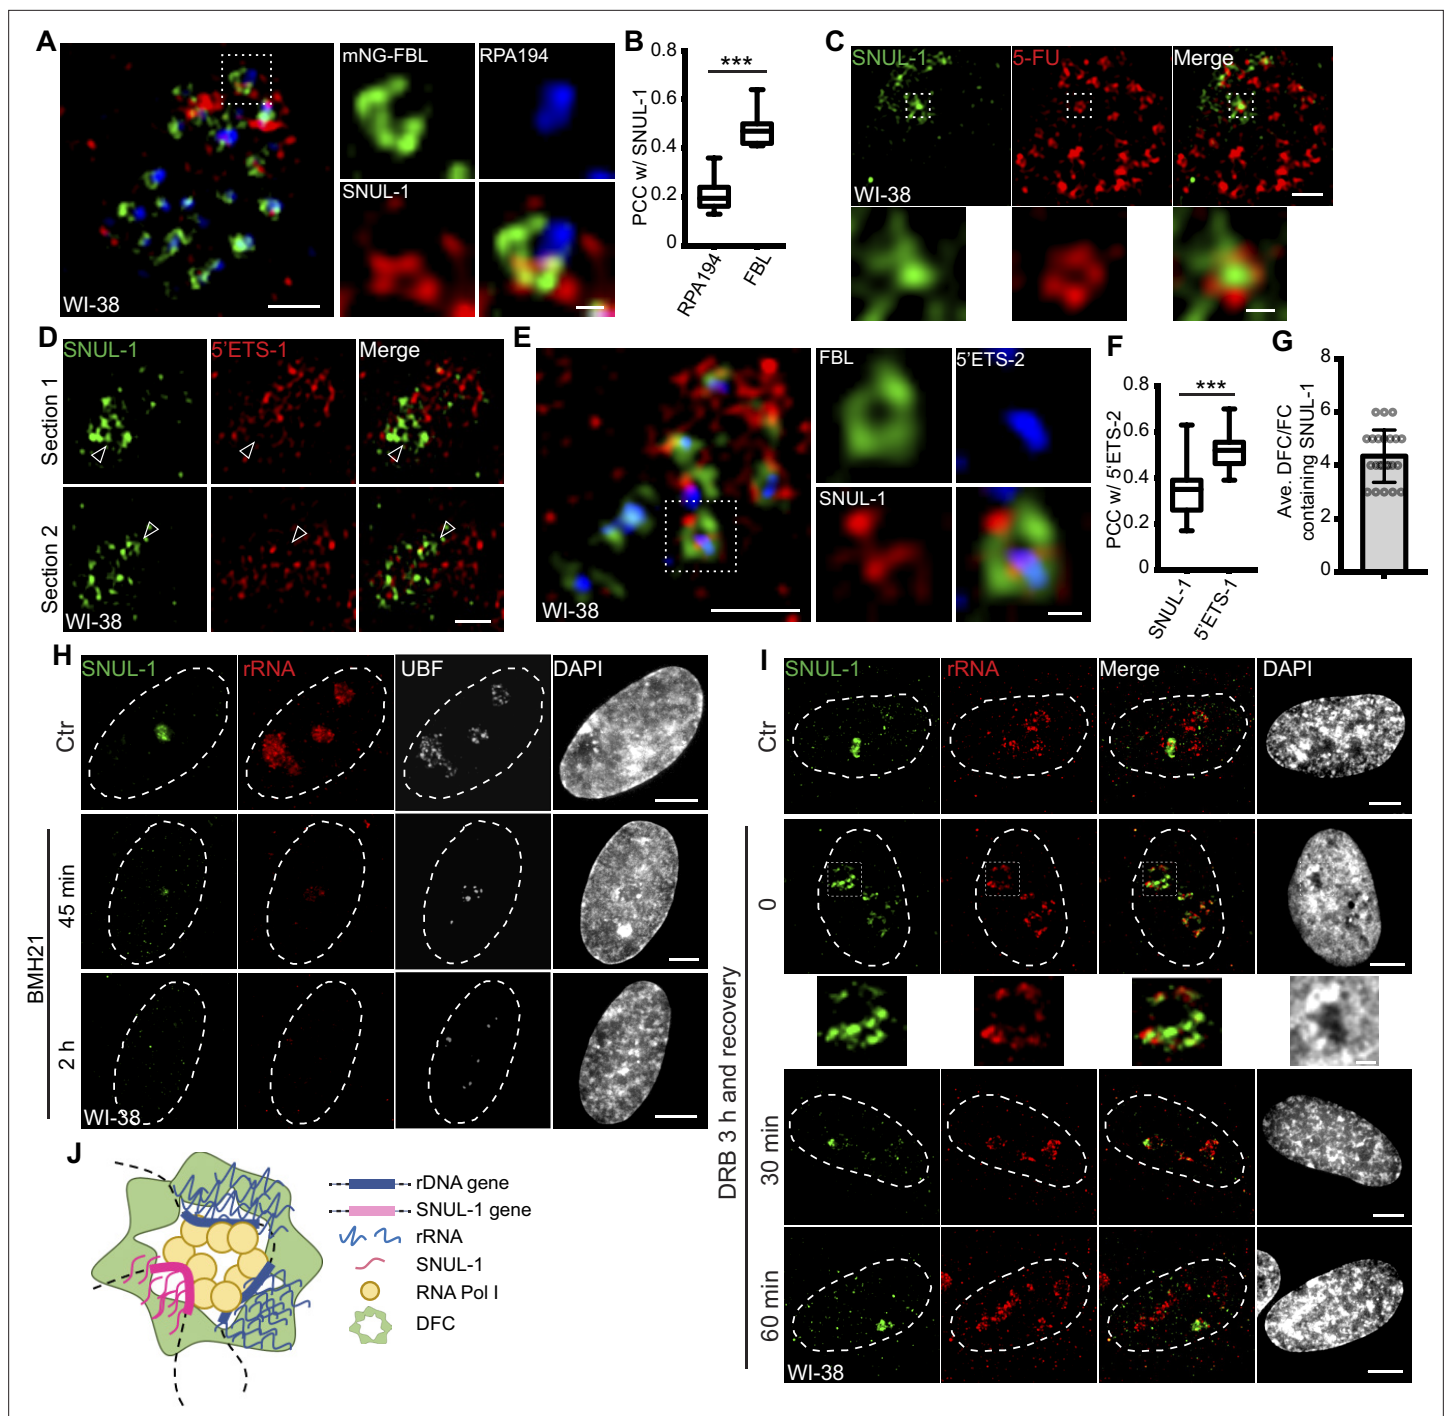 A
mNG-FBL
RPA194
SNUL-1
WI-38
B
0.8
0.6
0.4
0.2
0
PCC w/ SNUL-1
***
RPA194
FBL
C
SNUL-1
5-FU
Merge
WI-38
D
SNUL-1
5'ETS-1
Merge
Section 1
Section 2
WI-38
E
FBL
5'ETS-2
SNUL-1
WI-38
F
0.8
0.6
0.4
0.2
0
PCC w/ 5'ETS-2
***
SNUL-1
5'ETS-1
G
8
6
4
2
0
Ave. DFC/FC
containing SNUL-1
H
SNUL-1
rRNA
UBF
DAPI
Ctr
45 min
2 h
BMH21
WI-38
I
SNUL-1
rRNA
Merge
DAPI
Ctr
0
30 min
60 min
DRB 3 h and recovery
WI-38
J
rDNA gene
SNUL-1 gene
rRNA
SNUL-1
RNA Pol I
DFC